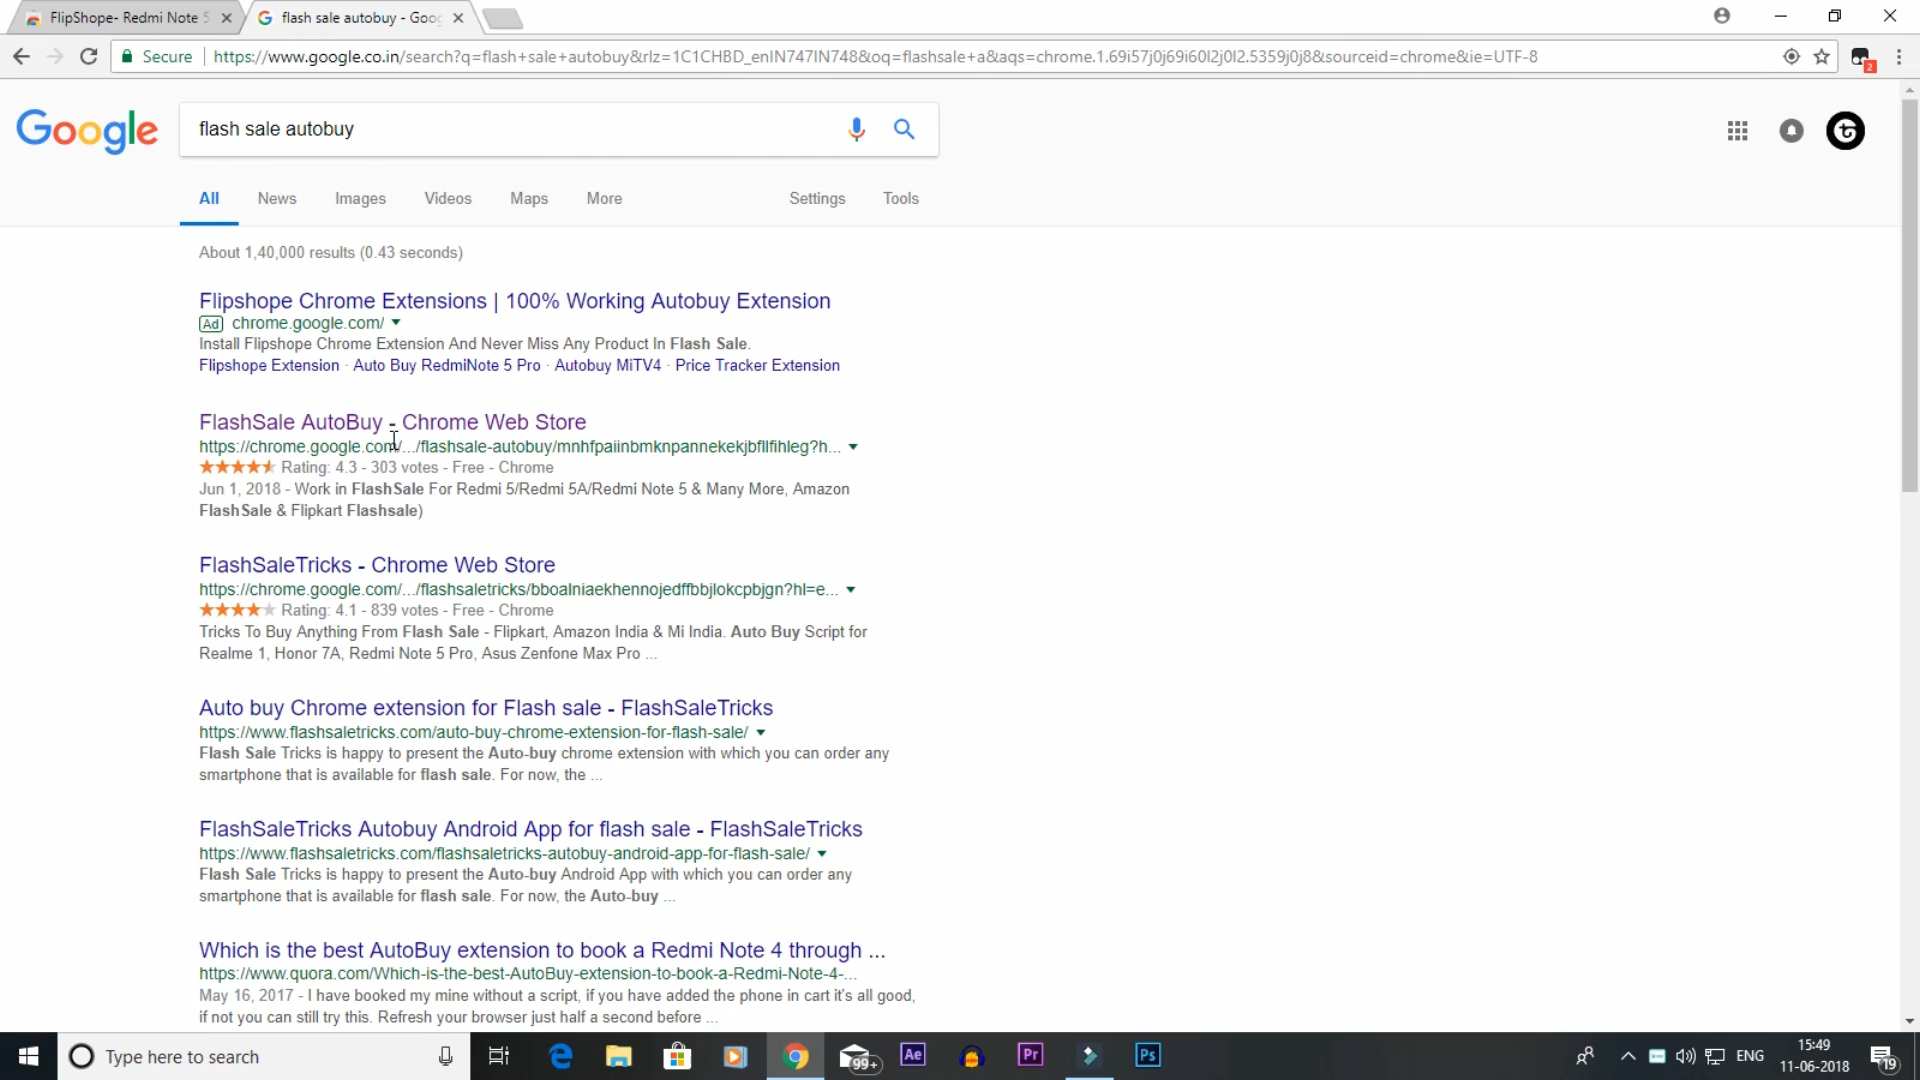 FlipShope- Redmi Note 5
flash sale autobuy - Goog
Secure
https://www.google.co.in/search?q=flash+sale+autobuy&rlz=1C1CHBD_enIN747IN748&oq=flashsale+a&aqs=chrome.1.69i57j0j69i60l2j0l2.5359j0j8&sourceid=chrome&ie=UTF-8
2
Google
flash sale autobuy
All
News
Images
Videos
Maps
More
Settings
Tools
About 1,40,000 results (0.43 seconds)
Flipshope Chrome Extensions | 100% Working Autobuy Extension
Ad chrome.google.com/
Install Flipshope Chrome Extension And Never Miss Any Product In Flash Sale.
Flipshope Extension · Auto Buy RedmiNote 5 Pro · Autobuy MiTV4 · Price Tracker Extension
FlashSale AutoBuy - Chrome Web Store
https://chrome.google.com/.../flashsale-autobuy/mnhfpaiinbmknpannekekjbfllfihleg?h...
Rating: 4.3 - 303 votes - Free - Chrome
Jun 1, 2018 - Work in FlashSale For Redmi 5/Redmi 5A/Redmi Note 5 & Many More, Amazon
FlashSale & Flipkart Flashsale)
FlashSaleTricks - Chrome Web Store
https://chrome.google.com/.../flashsaletricks/bboalniaekhennojedffbbjlokcpbjgn?hl=e...
Rating: 4.1 - 839 votes - Free - Chrome
Tricks To Buy Anything From Flash Sale - Flipkart, Amazon India & Mi India. Auto Buy Script for
Realme 1, Honor 7A, Redmi Note 5 Pro, Asus Zenfone Max Pro ...
Auto buy Chrome extension for Flash sale - FlashSaleTricks
https://www.flashsaletricks.com/auto-buy-chrome-extension-for-flash-sale/
Flash Sale Tricks is happy to present the Auto-buy chrome extension with which you can order any
smartphone that is available for flash sale. For now, the ...
FlashSaleTricks Autobuy Android App for flash sale - FlashSaleTricks
https://www.flashsaletricks.com/flashsaletricks-autobuy-android-app-for-flash-sale/
Flash Sale Tricks is happy to present the Auto-buy Android App with which you can order any
smartphone that is available for flash sale. For now, the Auto-buy ...
Which is the best AutoBuy extension to book a Redmi Note 4 through ...
https://www.quora.com/Which-is-the-best-AutoBuy-extension-to-book-a-Redmi-Note-4-...
May 16, 2017 - I have booked my mine without a script, if you have added the phone in cart it's all good,
if not you can still try this. Refresh your browser just half a second before ...
Type here to search
99+
Ae
Pr
Ps
ENG
15:49
11-06-2018
19